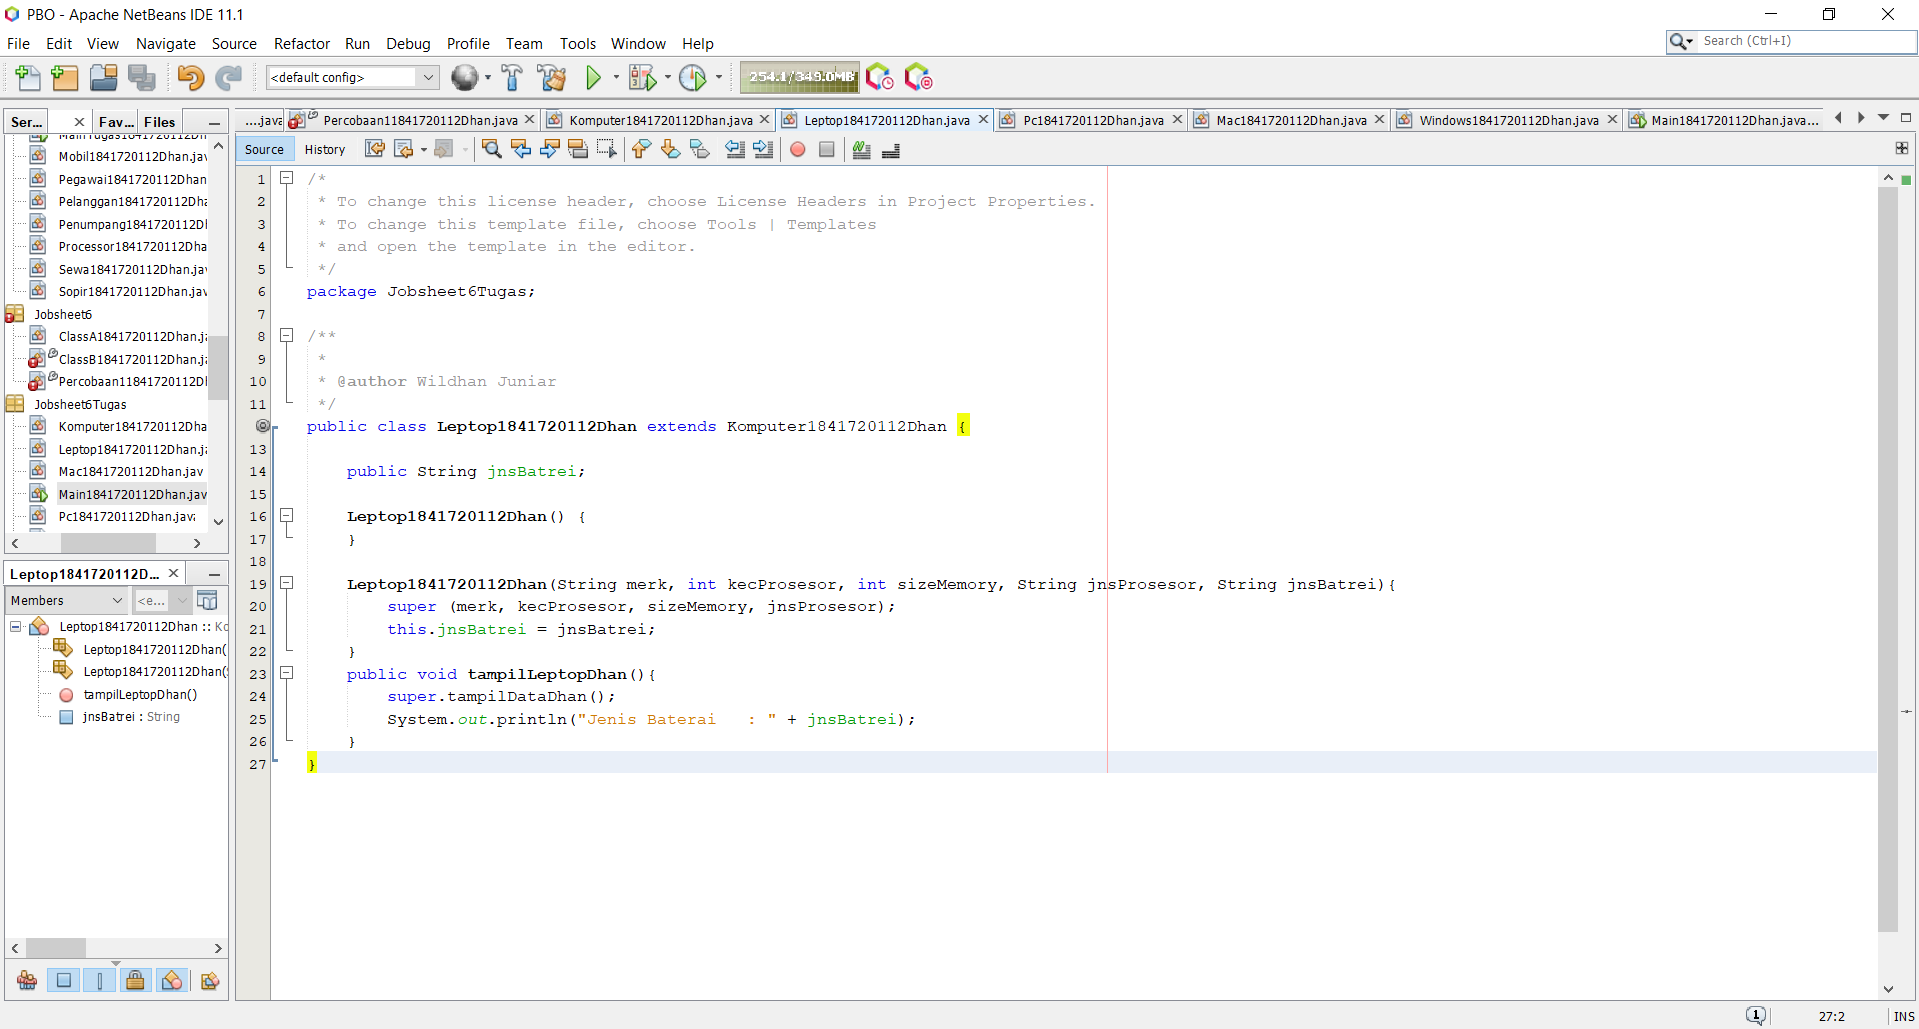 PBO - Apache NetBeans IDE 11.1
File Edit View Navigate Source Refactor Run Debug Profile Team Tools Window Help
Search (Ctrl+I)
<default config>
254.1/349.0MB
Ser... Fav... Files
....java Percobaan11841720112Dhan.java Komputer1841720112Dhan.java Leptop1841720112Dhan.java Pc1841720112Dhan.java Mac1841720112Dhan.java Windows1841720112Dhan.java Main1841720112Dhan.java...
Source History
Mobil1841720112Dhan.jav
Pegawai1841720112Dhan
Pelanggan1841720112Dha
Penumpang1841720112Dl
Processor1841720112Dha
Sewa1841720112Dhan.jav
Sopir1841720112Dhan.jav
Jobsheet6
ClassA1841720112Dhan.ja
ClassB1841720112Dhan.ja
Percobaan11841720112Dl
Jobsheet6Tugas
Komputer1841720112Dha
Leptop1841720112Dhan.ja
Mac1841720112Dhan.jav
Main1841720112Dhan.jav
Pc1841720112Dhan.java
Leptop1841720112D...
Members <e...
Leptop1841720112Dhan :: Ko
Leptop1841720112Dhan(
Leptop1841720112Dhan(S
tampilLeptopDhan()
jnsBatrei : String
1 /*
2 * To change this license header, choose License Headers in Project Properties.
3 * To change this template file, choose Tools | Templates
4 * and open the template in the editor.
5 */
6 package Jobsheet6Tugas;
7
8 /**
9 *
10 * @author Wildhan Juniar
11 */
public class Leptop1841720112Dhan extends Komputer1841720112Dhan {
13
14 public String jnsBatrei;
15
16 Leptop1841720112Dhan() {
17 }
18
19 Leptop1841720112Dhan(String merk, int kecProsesor, int sizeMemory, String jnsProsesor, String jnsBatrei){
20 super (merk, kecProsesor, sizeMemory, jnsProsesor);
21 this.jnsBatrei = jnsBatrei;
22 }
23 public void tampilLeptopDhan(){
24 super.tampilDataDhan();
25 System.out.println("Jenis Baterai   : " + jnsBatrei);
26 }
27 }
1
27:2 INS